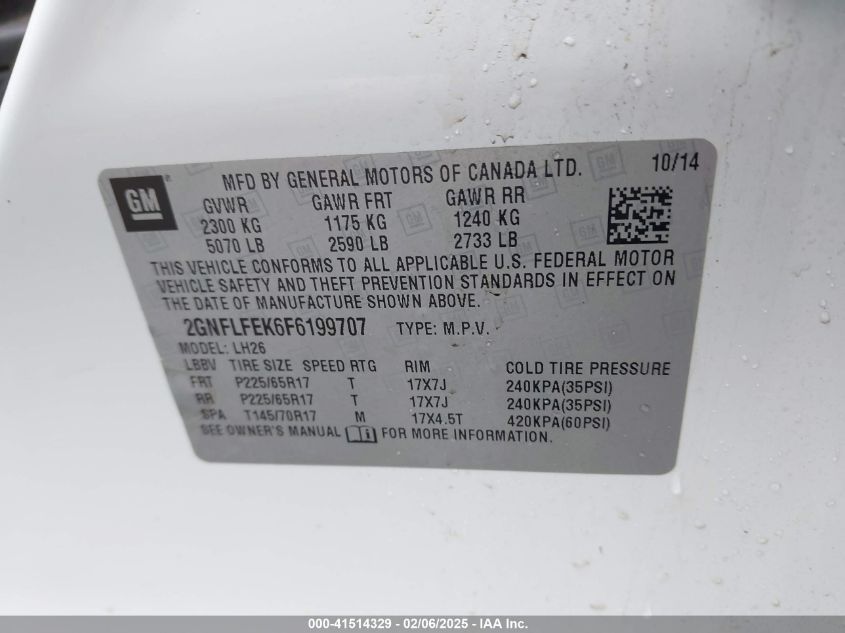 GM
MFD BY GENERAL MOTORS OF CANADA LTD. 10/14
GVWR GAWR FRT GAWR RR
2300 KG 1175 KG 1240 KG
5070 LB 2590 LB 2733 LB
THIS VEHICLE CONFORMS TO ALL APPLICABLE U.S. FEDERAL MOTOR
VEHICLE SAFETY AND THEFT PREVENTION STANDARDS IN EFFECT ON
THE DATE OF MANUFACTURE SHOWN ABOVE.
2GNFLFEK6F6199707 TYPE: M.P.V.
MODEL: LH26
LBBV TIRE SIZE SPEED RTG RIM COLD TIRE PRESSURE
FRT P225/65R17 T 17X7J 240KPA(35PSI)
RR P225/65R17 T 17X7J 240KPA(35PSI)
SPA T145/70R17 M 17X4.5T 420KPA(60PSI)
SEE OWNER'S MANUAL FOR MORE INFORMATION.
000-41514329 - 02/06/2025 - IAA Inc.